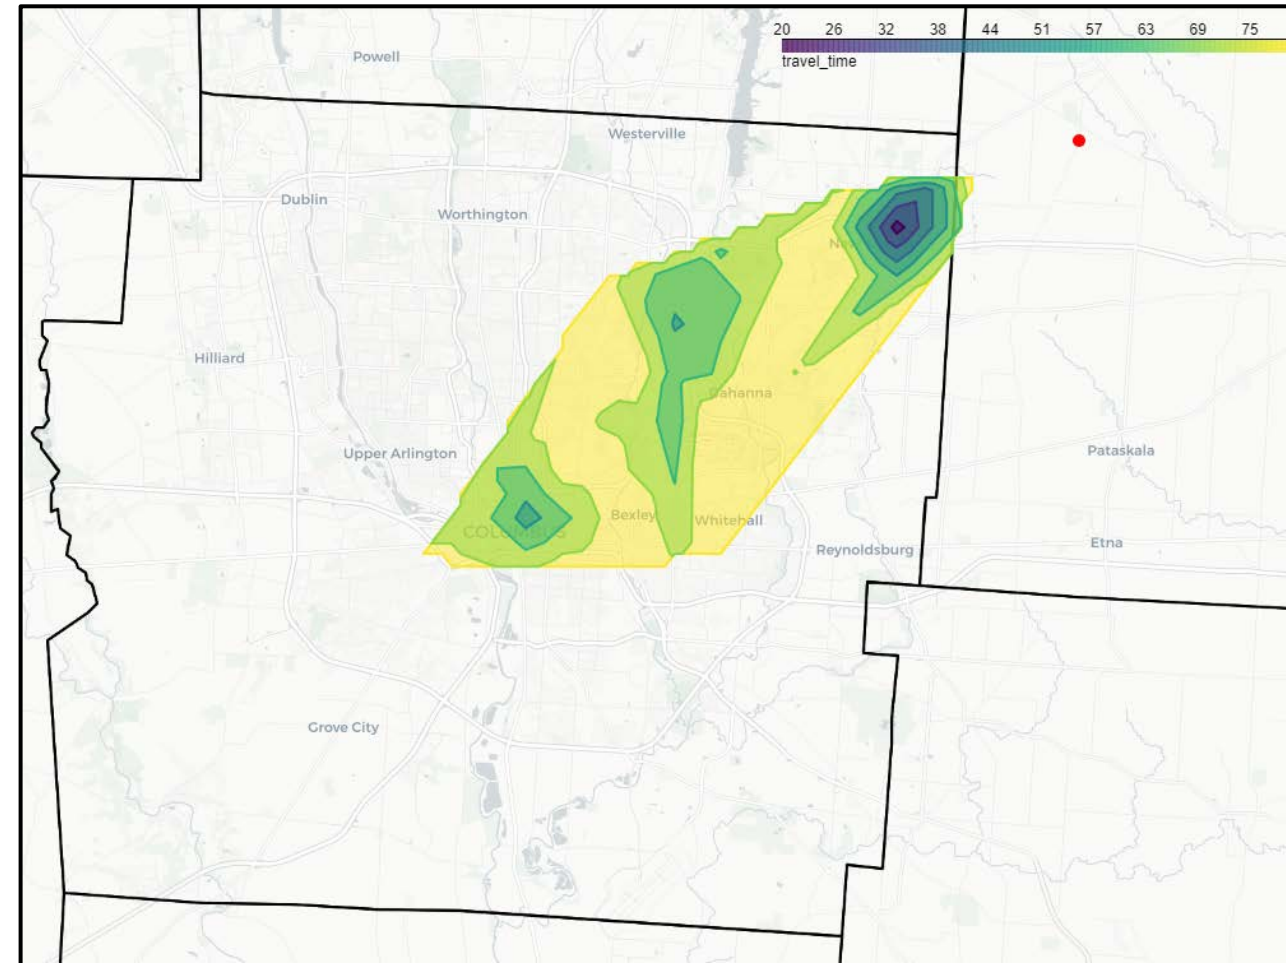 20 26 32 38 44 51 57 63 69 75
travel_time
Powell
Westerville
Dublin
Worthington
Hilliard
Gahanna
Upper Arlington
Pataskala
COLUMBUS
Bexley
Whitehall
Reynoldsburg
Etna
Grove City